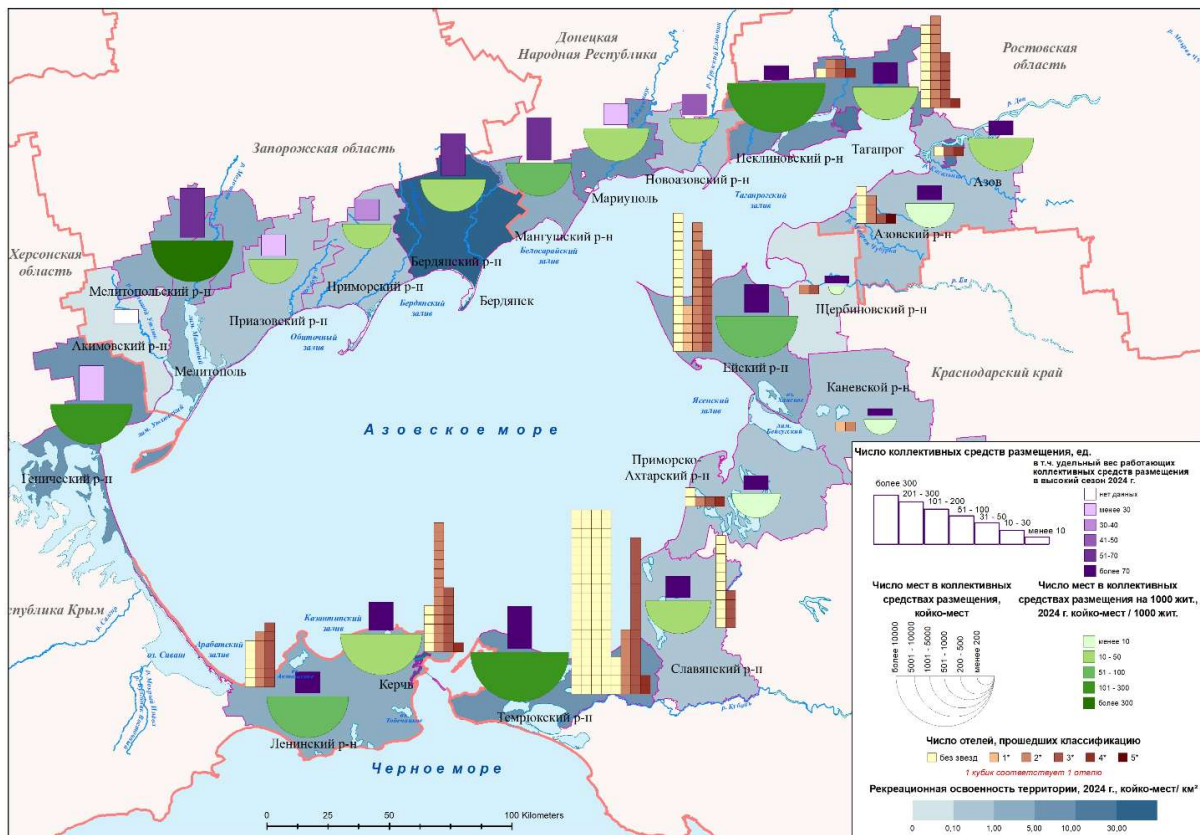 Донецкая
Народная Республика
Ростовская
область
р. Дон
Запорожская область
Неклиновский р-н
Таганрог
Новоазовский р-н
Азов
Мариуполь
Таганрогский
залив
Мангушский р-н
Белосарайский
залив
Азовский р-н
Херсонская
область
Бердянский р-н
Мелитопольский р-н
Приморский р-н
Бердянский
залив
Бердянск
р. Ея
Щербиновский р-н
Приазовский р-н
Обиточный
залив
Акимовский р-н
Мелитополь
Ейский р-н
Краснодарский край
Каневской р-н
Ясенский
залив
лим.
Бейсугский
Азовское море
Генический р-н
Приморско-
Ахтарский р-н
Число коллективных средств размещения, ед.
в т.ч. удельный вес работающих
коллективных средств размещения
в высокий сезон 2024 г.
более 300
201 - 300
101 - 200
51 - 100
31 - 50
10 - 30
менее 10
нет данных
менее 30
30-40
41-50
51-70
более 70
Число мест в коллективных
средствах размещения,
койко-мест
более 10000
5001 - 10000
1001 - 5000
501 - 1000
200 - 500
менее 200
Число мест в коллективных
средствах размещения на 1000 жит.,
2024 г. койко-мест / 1000 жит.
менее 10
10 - 50
51 - 100
101 - 300
более 300
спублика Крым
р. Салгир
оз. Сиваш
Арабатский
залив
Казантипский
залив
Керчь
Ленинский р-н
Темрюкский р-н
Славянский р-н
р. Кубань
Черное море
0 25 50 100 Kilometers
Число отелей, прошедших классификацию
без звезд 1* 2* 3* 4* 5*
1 кубик соответствует 1 отелю
Рекреационная освоенность территории, 2024 г., койко-мест/ км²
0 0,10 1,00 5,00 10,00 30,00